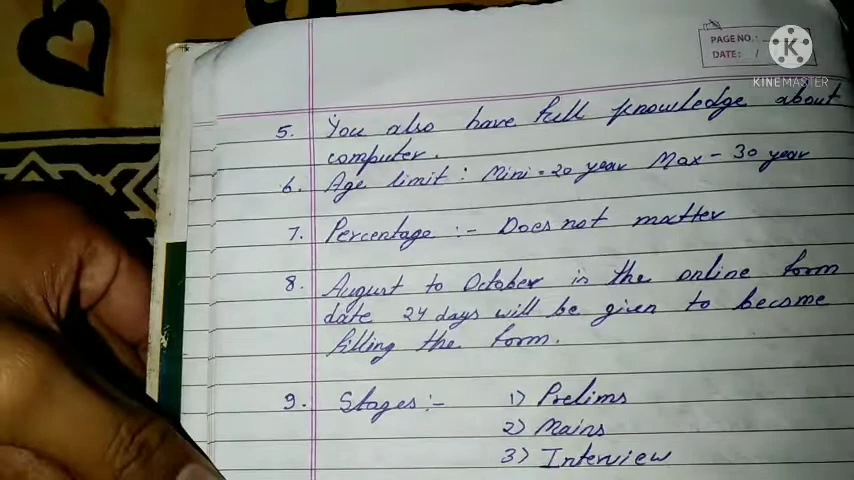 PAGE NO.:
DATE: /
KINEMASTER
5. You also have full knowledge about
computer.
6. Age limit : Mini = 20 year Max - 30 year
7. Percentage :- Does not matter
8. August to October is the online form
date 24 days will be given to become
filling the form.
9. Stages :- 1) Prelims
2) Mains
3) Interview